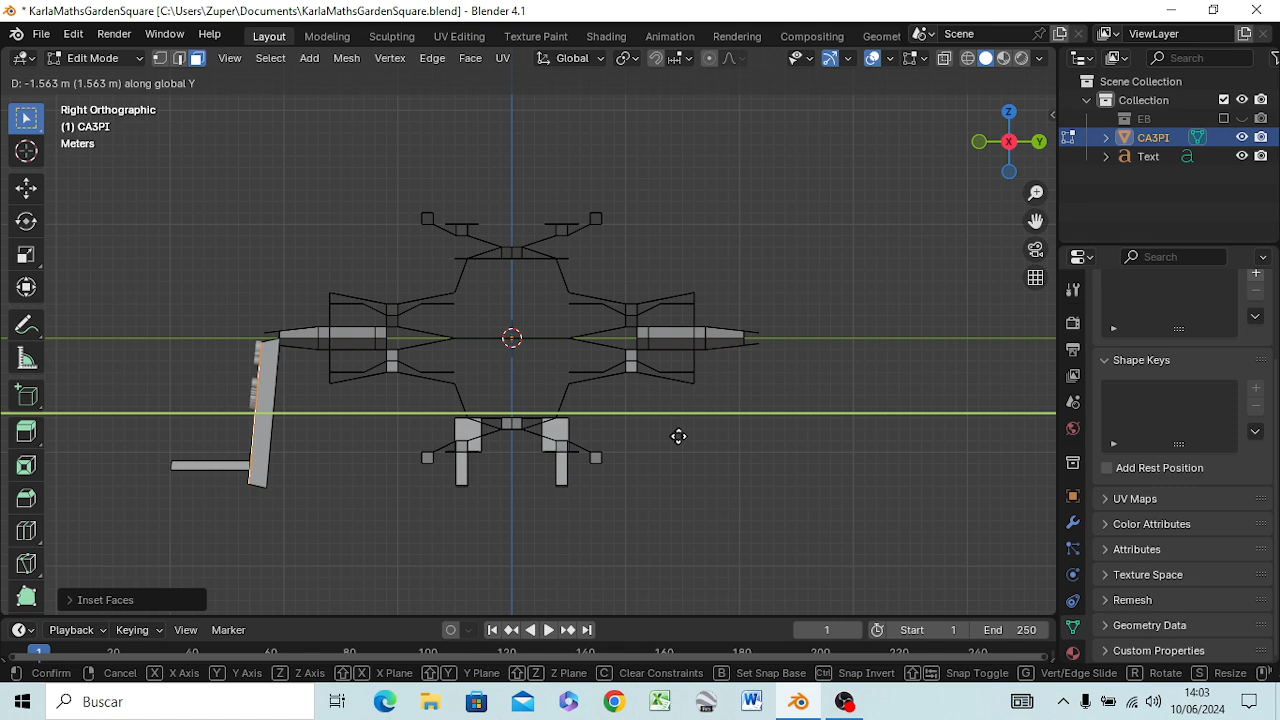 * KarlaMathsGardenSquare [C:\Users\Zuper\Documents\KarlaMathsGardenSquare.blend] - Blender 4.1
File Edit Render Window Help Layout Modeling Sculpting UV Editing Texture Paint Shading Animation Rendering Compositing Geomet Scene ViewLayer
Edit Mode View Select Add Mesh Vertex Edge Face UV Global Search
D: -1.563 m (1.563 m) along global Y
Right Orthographic
(1) CA3PI
Meters
Z
Y
X
Scene Collection
Collection
EB
CA3PI
Text
Search
Shape Keys
Add Rest Position
UV Maps
Color Attributes
Attributes
Texture Space
Remesh
Geometry Data
Custom Properties
Inset Faces
Playback Keying View Marker 1 Start 1 End 250
1 20 40 60 80 100 120 140 160 180 200 220 240
Confirm Cancel X X Axis Y Y Axis Z Z Axis X X Plane Y Y Plane Z Z Plane C Clear Constraints B Set Snap Base Ctrl Snap Invert Snap Toggle G Vert/Edge Slide R Rotate S Resize
Buscar
14:03
10/06/2024